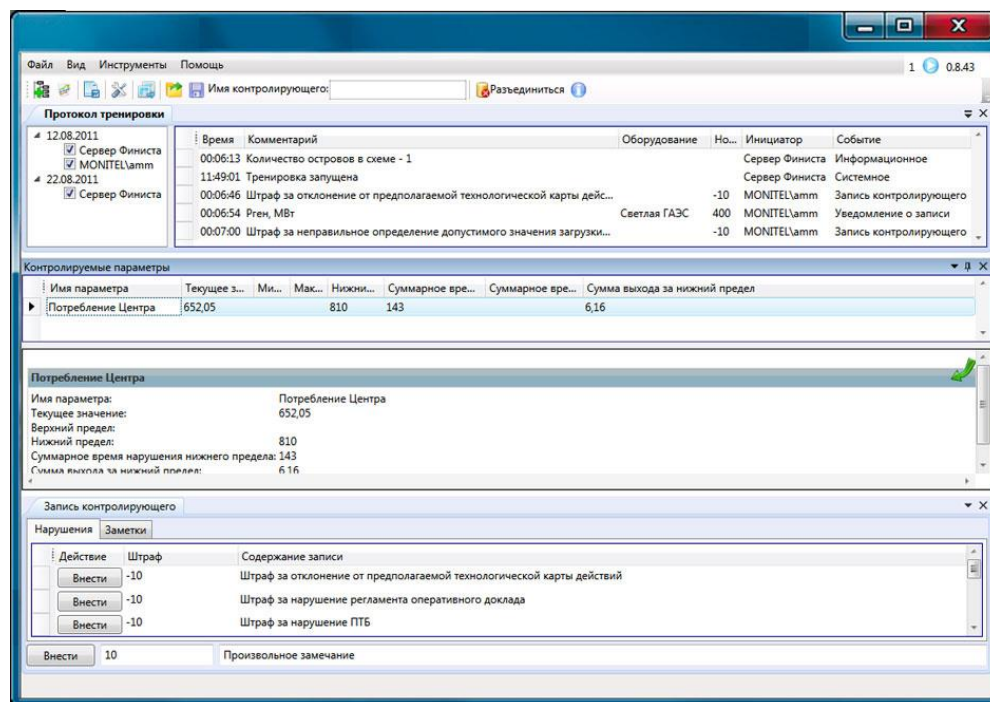 Файл Вид Инструменты Помощь 1 0.8.43
Имя контролирующего: Разъединиться
Протокол тренировки
12.08.2011
Сервер Финиста
MONITEL\amm
22.08.2011
Сервер Финиста
Время Комментарий Оборудование Но... Инициатор Событие
00:06:13 Количество островов в схеме - 1 Сервер Финиста Информационное
11:49:01 Тренировка запущена Сервер Финиста Системное
00:06:46 Штраф за отклонение от предполагаемой технологической карты дейс... -10 MONITEL\amm Запись контролирующего
00:06:54 Pген, МВт Светлая ГАЭС 400 MONITEL\amm Уведомление о записи
00:07:00 Штраф за неправильное определение допустимого значения загрузки... -10 MONITEL\amm Запись контролирующего
Контролируемые параметры
Имя параметра Текущее з... Ми... Мак... Нижни... Суммарное вре... Суммарное вре... Сумма выхода за нижний предел
Потребление Центра 652,05 810 143 6,16
Потребление Центра
Имя параметра: Потребление Центра
Текущее значение: 652,05
Верхний предел:
Нижний предел: 810
Суммарное время нарушения нижнего предела: 143
Сумма выхода за нижний предел: 6,16
Запись контролирующего
Нарушения Заметки
Действие Штраф Содержание записи
Внести -10 Штраф за отклонение от предполагаемой технологической карты действий
Внести -10 Штраф за нарушение регламента оперативного доклада
Внести -10 Штраф за нарушение ПТБ
Внести 10 Произвольное замечание